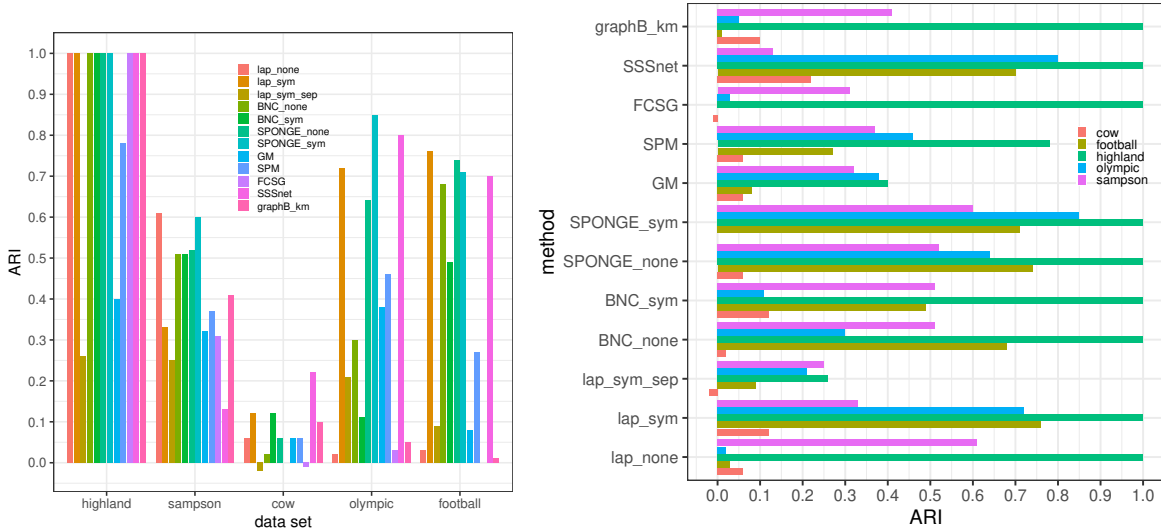 1.0
0.9
0.8
0.7
0.6
0.5
0.4
0.3
0.2
0.1
0.0
ARI
lap_none
lap_sym
lap_sym_sep
BNC_none
BNC_sym
SPONGE_none
SPONGE_sym
GM
SPM
FCSG
SSSnet
graphB_km
highland sampson cow olympic football
data set
graphB_km
SSSnet
FCSG
SPM
GM
SPONGE_sym
SPONGE_none
BNC_sym
BNC_none
lap_sym_sep
lap_sym
lap_none
method
cow
football
highland
olympic
sampson
0.0 0.1 0.2 0.3 0.4 0.5 0.6 0.7 0.8 0.9 1.0
ARI